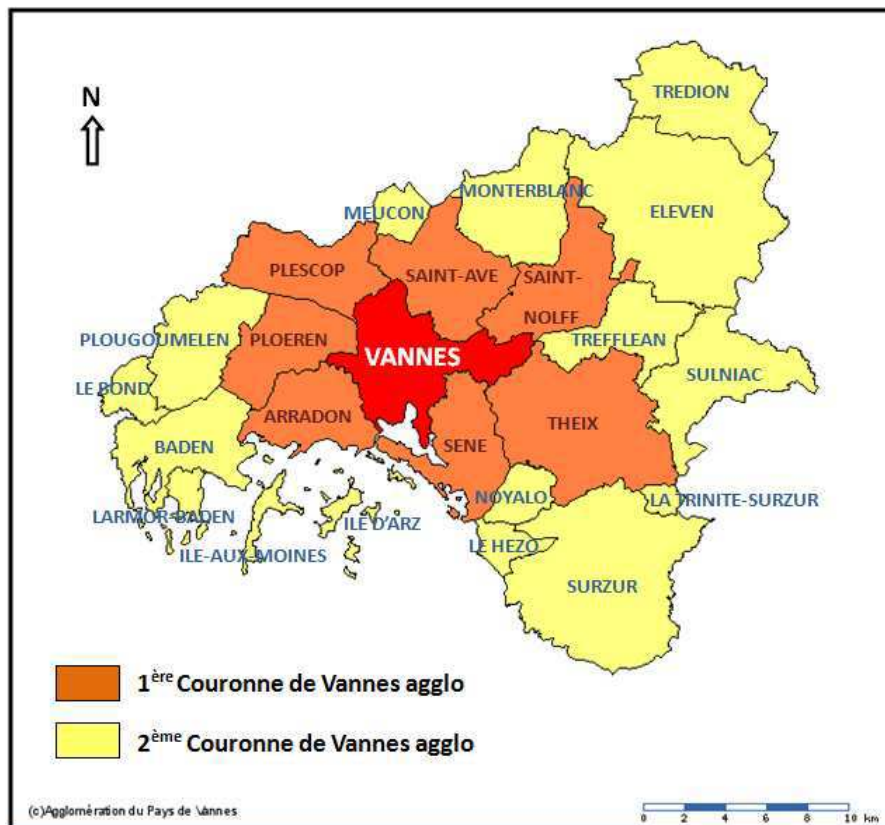 TREDION
N
MONTERBLANC
MEUCON
ELEVEN
PLESCOP
SAINT-AVE
SAINT-
NOLFF
PLOUGOUMELEN
PLOEREN
VANNES
TREFFLEAN
LE BOND
SULNIAC
ARRADON
THEIX
BADEN
SENE
NOYALO
LA TRINITE-SURZUR
LARMOR-BADEN
ILE D'ARZ
LE HEZO
ILE-AUX-MOINES
SURZUR
1ère Couronne de Vannes agglo
2ème Couronne de Vannes agglo
(c)Agglomération du Pays de Vannes
0 2 4 6 8 10 km